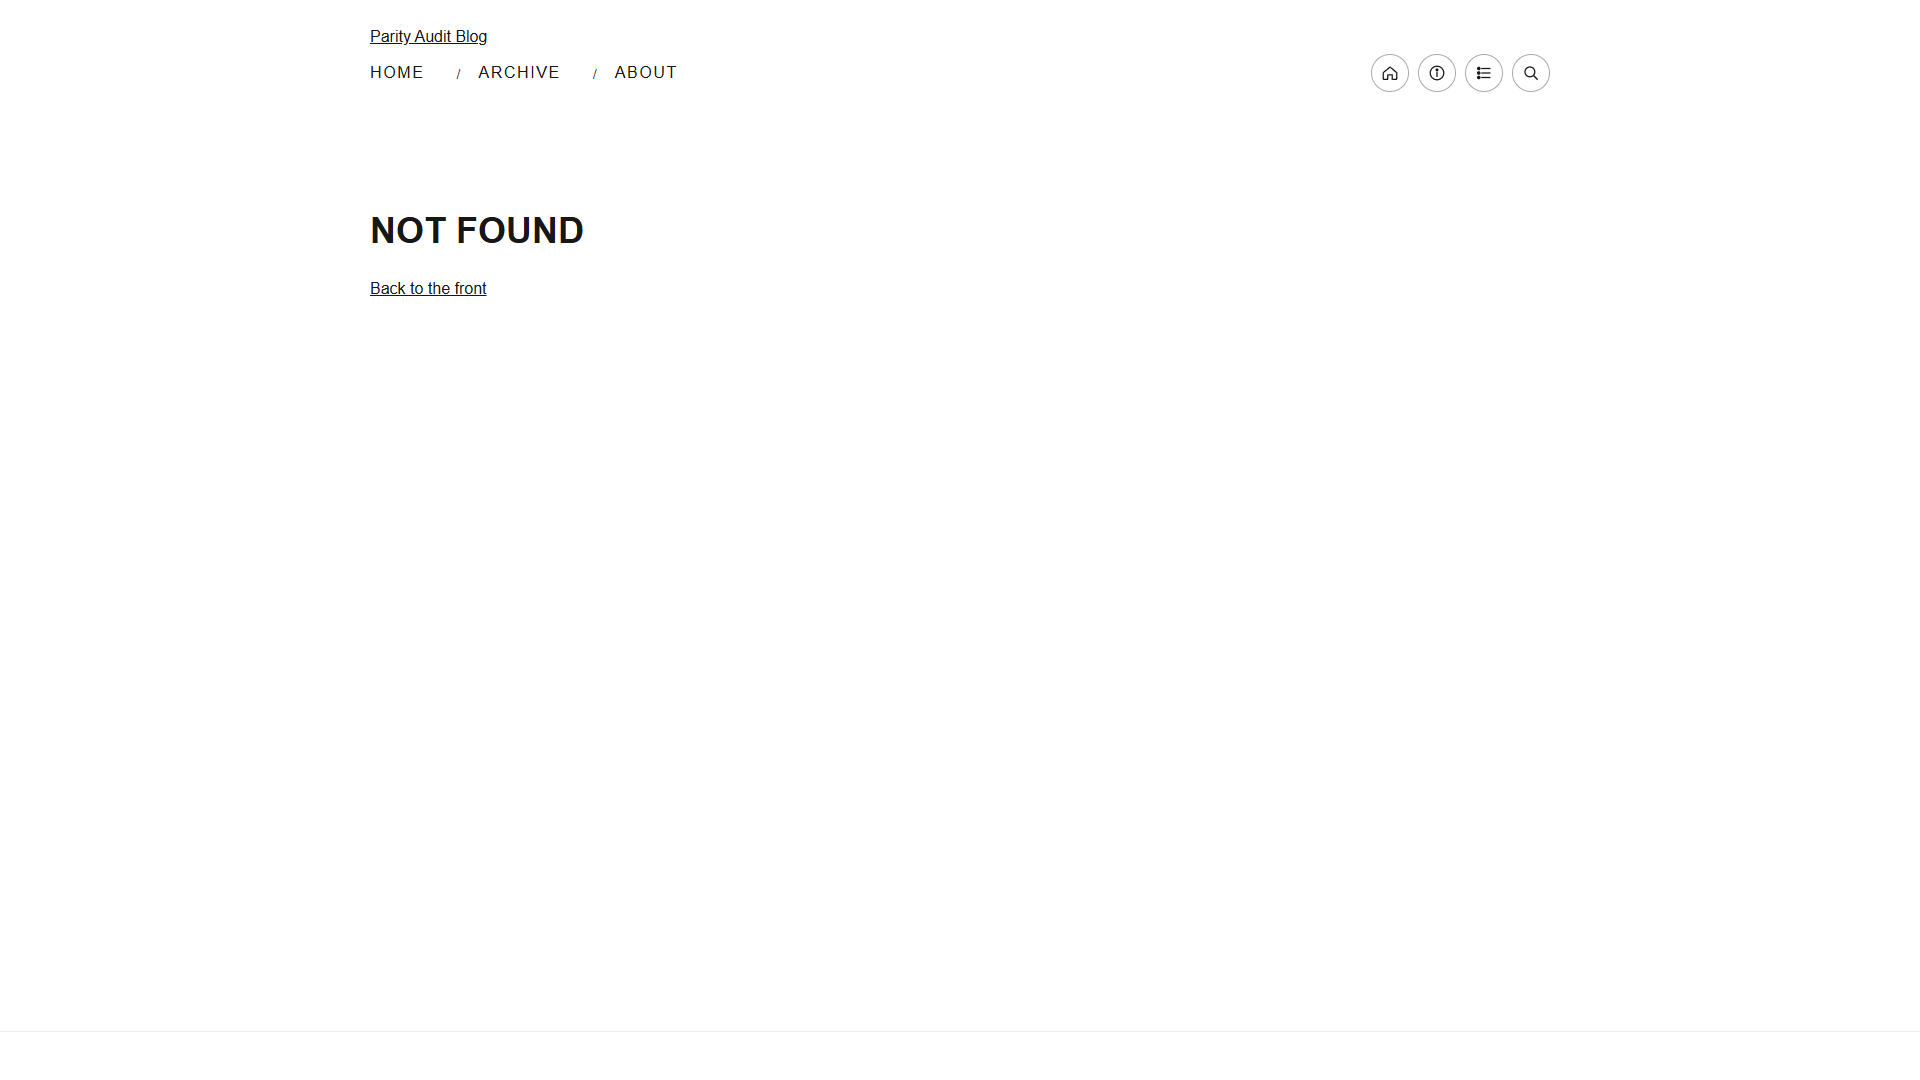 Parity Audit Blog
HOME / ARCHIVE / ABOUT
NOT FOUND
Back to the front